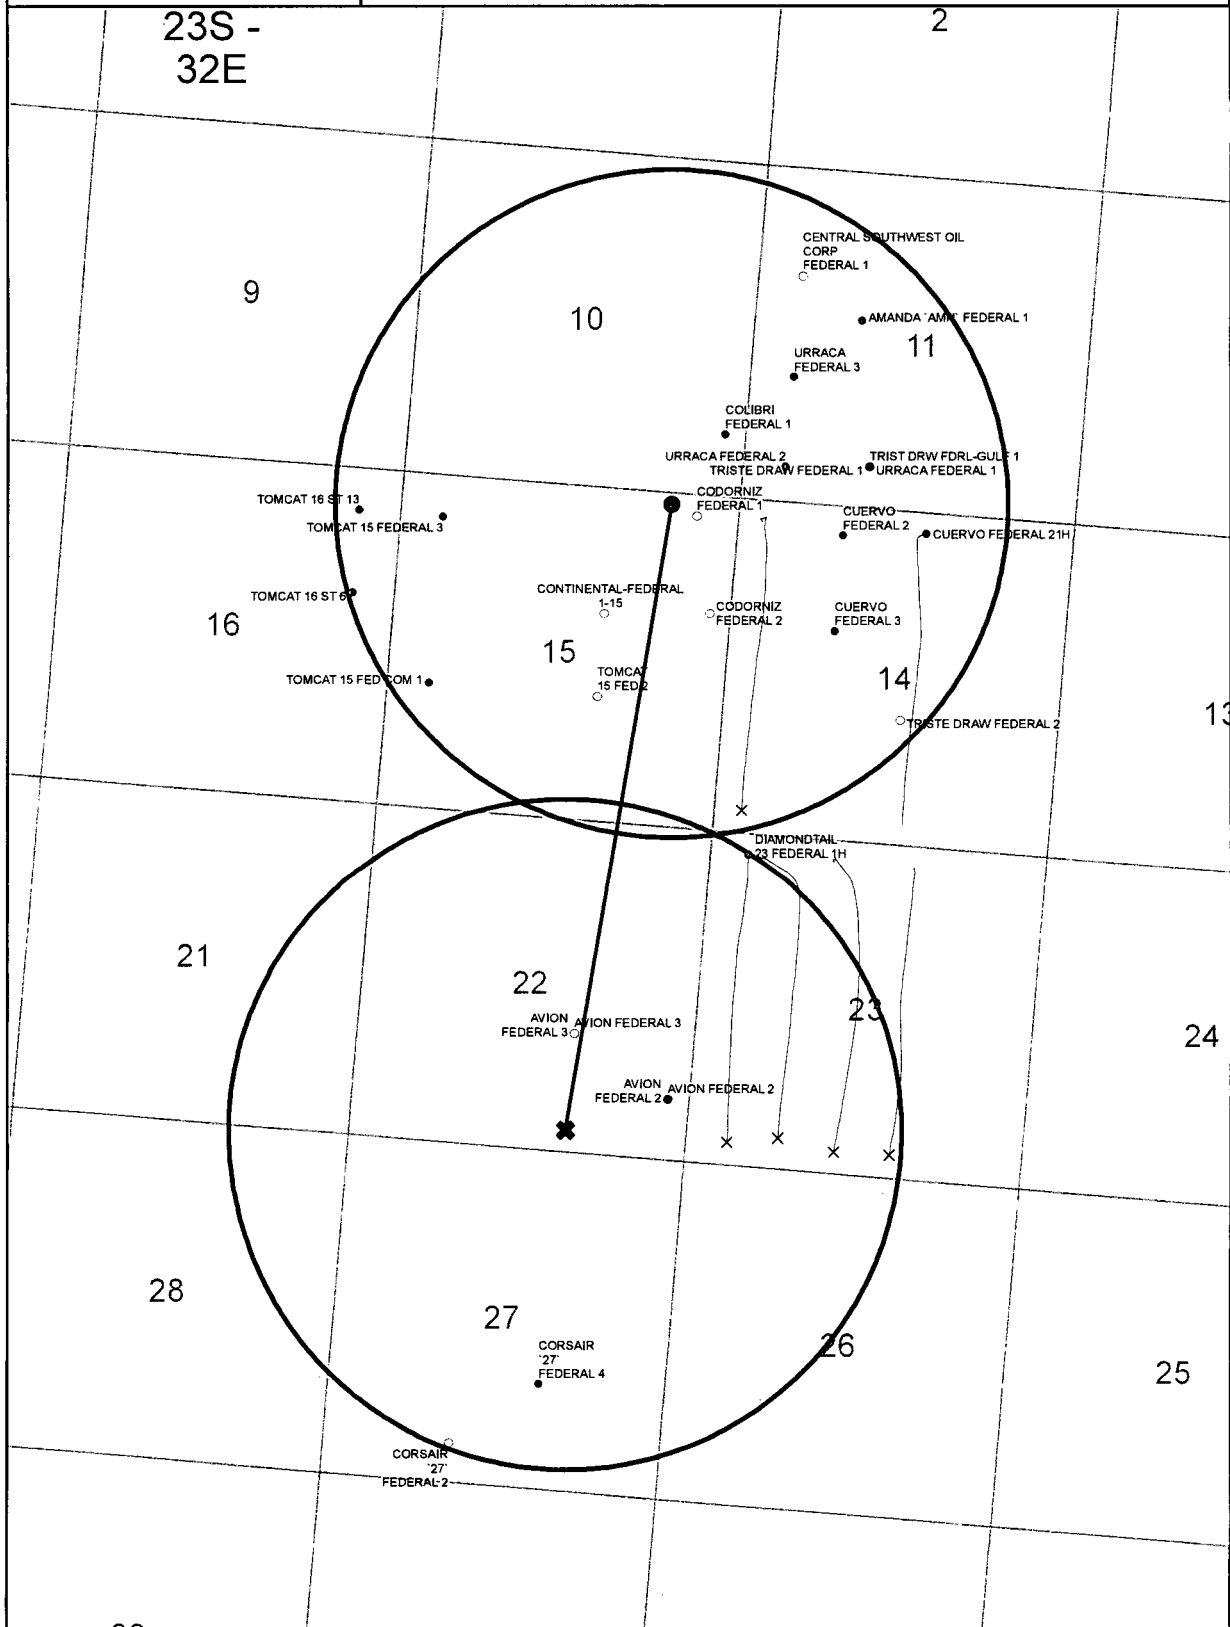 23S -
32E
2
CENTRAL SOUTHWEST OIL
CORP
FEDERAL 1
9
10
AMANDA `AMN` FEDERAL 1
11
URRACA
FEDERAL 3
COLIBRI
FEDERAL 1
URRACA FEDERAL 2
TRIST DRW FDRL-GULF 1
TRISTE DRAW FEDERAL 1
URRACA FEDERAL 1
TOMCAT 16 ST 13
CODORNIZ
FEDERAL 1
TOMCAT 15 FEDERAL 3
CUERVO
FEDERAL 2
CUERVO FEDERAL 21H
TOMCAT 16 ST 6
CONTINENTAL-FEDERAL
1-15
CODORNIZ
FEDERAL 2
CUERVO
FEDERAL 3
16
15
TOMCAT
15 FED 2
TOMCAT 15 FED COM 1
14
13
TRISTE DRAW FEDERAL 2
DIAMONDTAIL
23 FEDERAL 1H
21
22
23
24
AVION
FEDERAL 3
AVION FEDERAL 3
AVION
FEDERAL 2
AVION FEDERAL 2
28
27
26
25
CORSAIR
`27`
FEDERAL 4
CORSAIR
`27`
FEDERAL 2